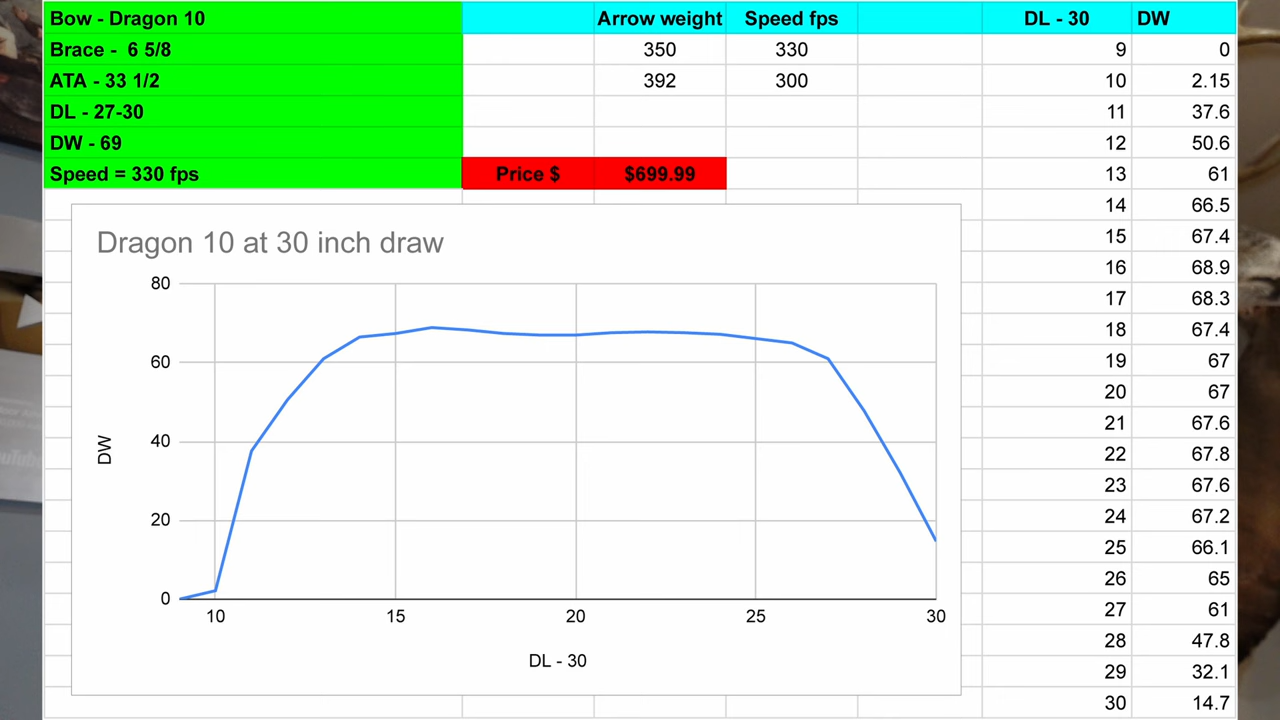 Bow - Dragon 10 Arrow weight Speed fps DL - 30 DW
Brace - 6 5/8 350 330 9 0
ATA - 33 1/2 392 300 10 2.15
DL - 27-30 11 37.6
DW - 69 12 50.6
Speed = 330 fps Price $ $699.99 13 61
14 66.5
15 67.4
16 68.9
17 68.3
18 67.4
19 67
20 67
21 67.6
22 67.8
23 67.6
24 67.2
25 66.1
26 65
27 61
28 47.8
29 32.1
30 14.7
Dragon 10 at 30 inch draw
80
60
40
20
0
DW
10 15 20 25 30
DL - 30